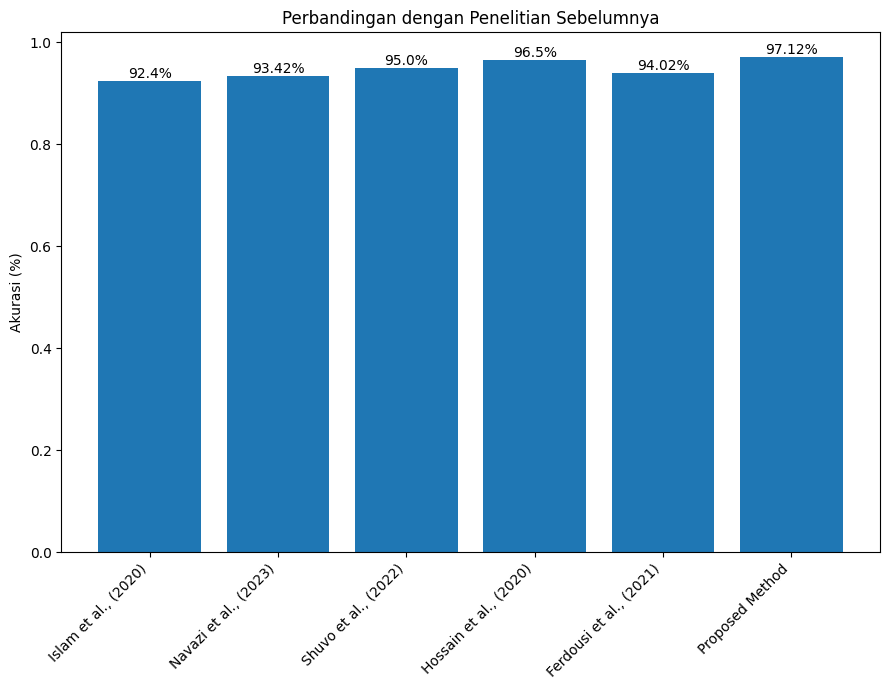 Perbandingan dengan Penelitian Sebelumnya
Akurasi (%)
1.0
0.8
0.6
0.4
0.2
0.0
92.4%
93.42%
95.0%
96.5%
94.02%
97.12%
Islam et al., (2020)
Navazi et al., (2023)
Shuvo et al., (2022)
Hossain et al., (2020)
Ferdousi et al., (2021)
Proposed Method